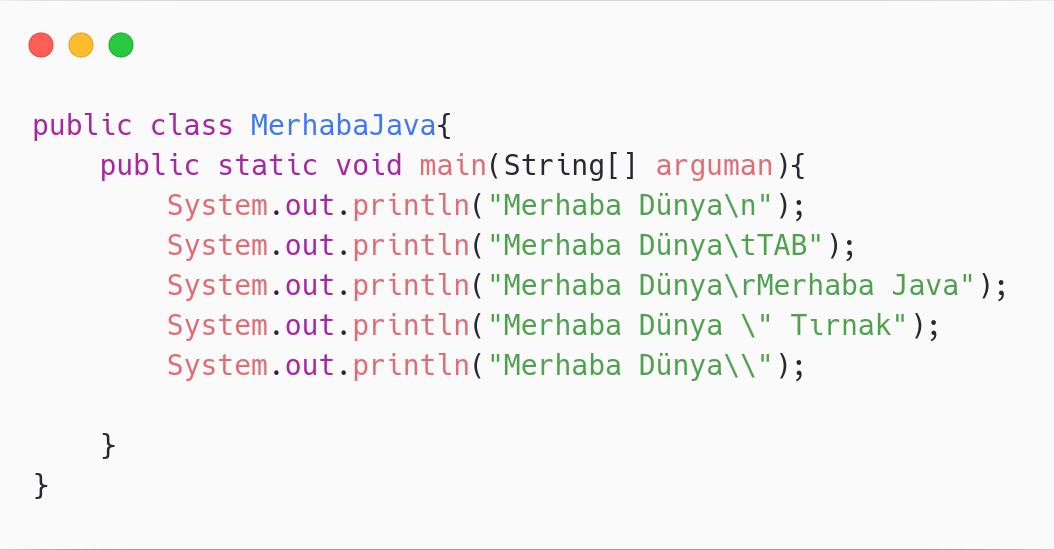 public class MerhabaJava{
    public static void main(String[] arguman){
        System.out.println("Merhaba Dünya\n");
        System.out.println("Merhaba Dünya\tTAB");
        System.out.println("Merhaba Dünya\rMerhaba Java");
        System.out.println("Merhaba Dünya \" Tırnak");
        System.out.println("Merhaba Dünya\\");
    }
}